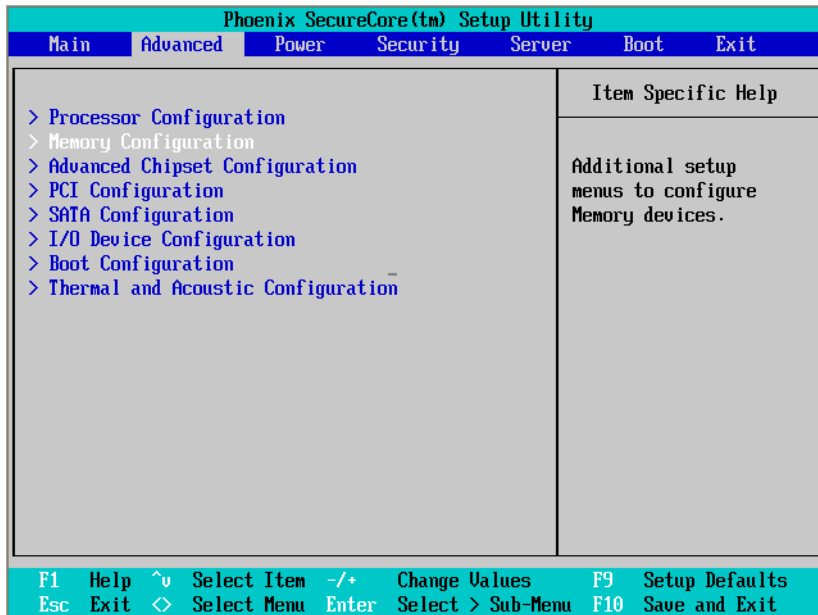 Phoenix SecureCore(tm) Setup Utility
Main Advanced Power Security Server Boot Exit
> Processor Configuration
> Memory Configuration
> Advanced Chipset Configuration
> PCI Configuration
> SATA Configuration
> I/O Device Configuration
> Boot Configuration
> Thermal and Acoustic Configuration
Item Specific Help
Additional setup
menus to configure
Memory devices.
F1 Help ^v Select Item -/+ Change Values F9 Setup Defaults
Esc Exit <> Select Menu Enter Select > Sub-Menu F10 Save and Exit